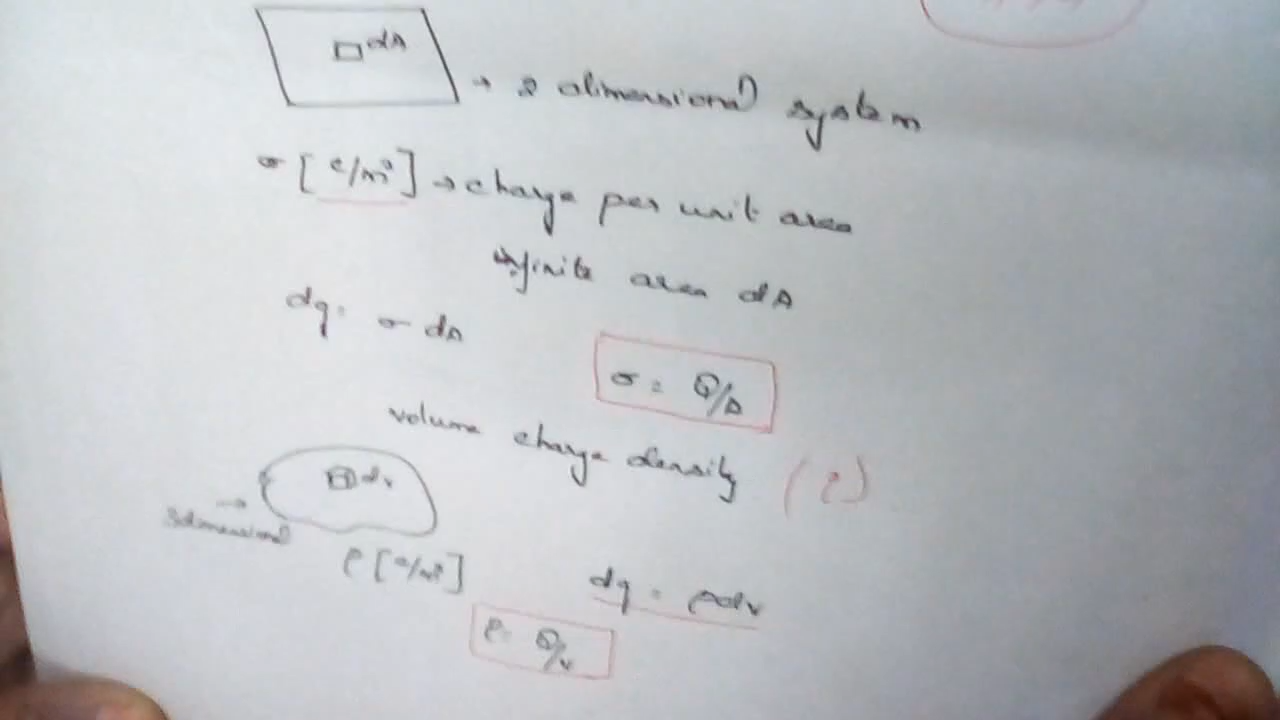 dA
→ 2 dimensional system
σ [c/m²] → charge per unit area
infinite area dA
dq = σ dA
σ = Q/A
volume charge density (ρ)
dv
→ 3dimensional
ρ [c/m³]
dq = ρdv
ρ = Q/v